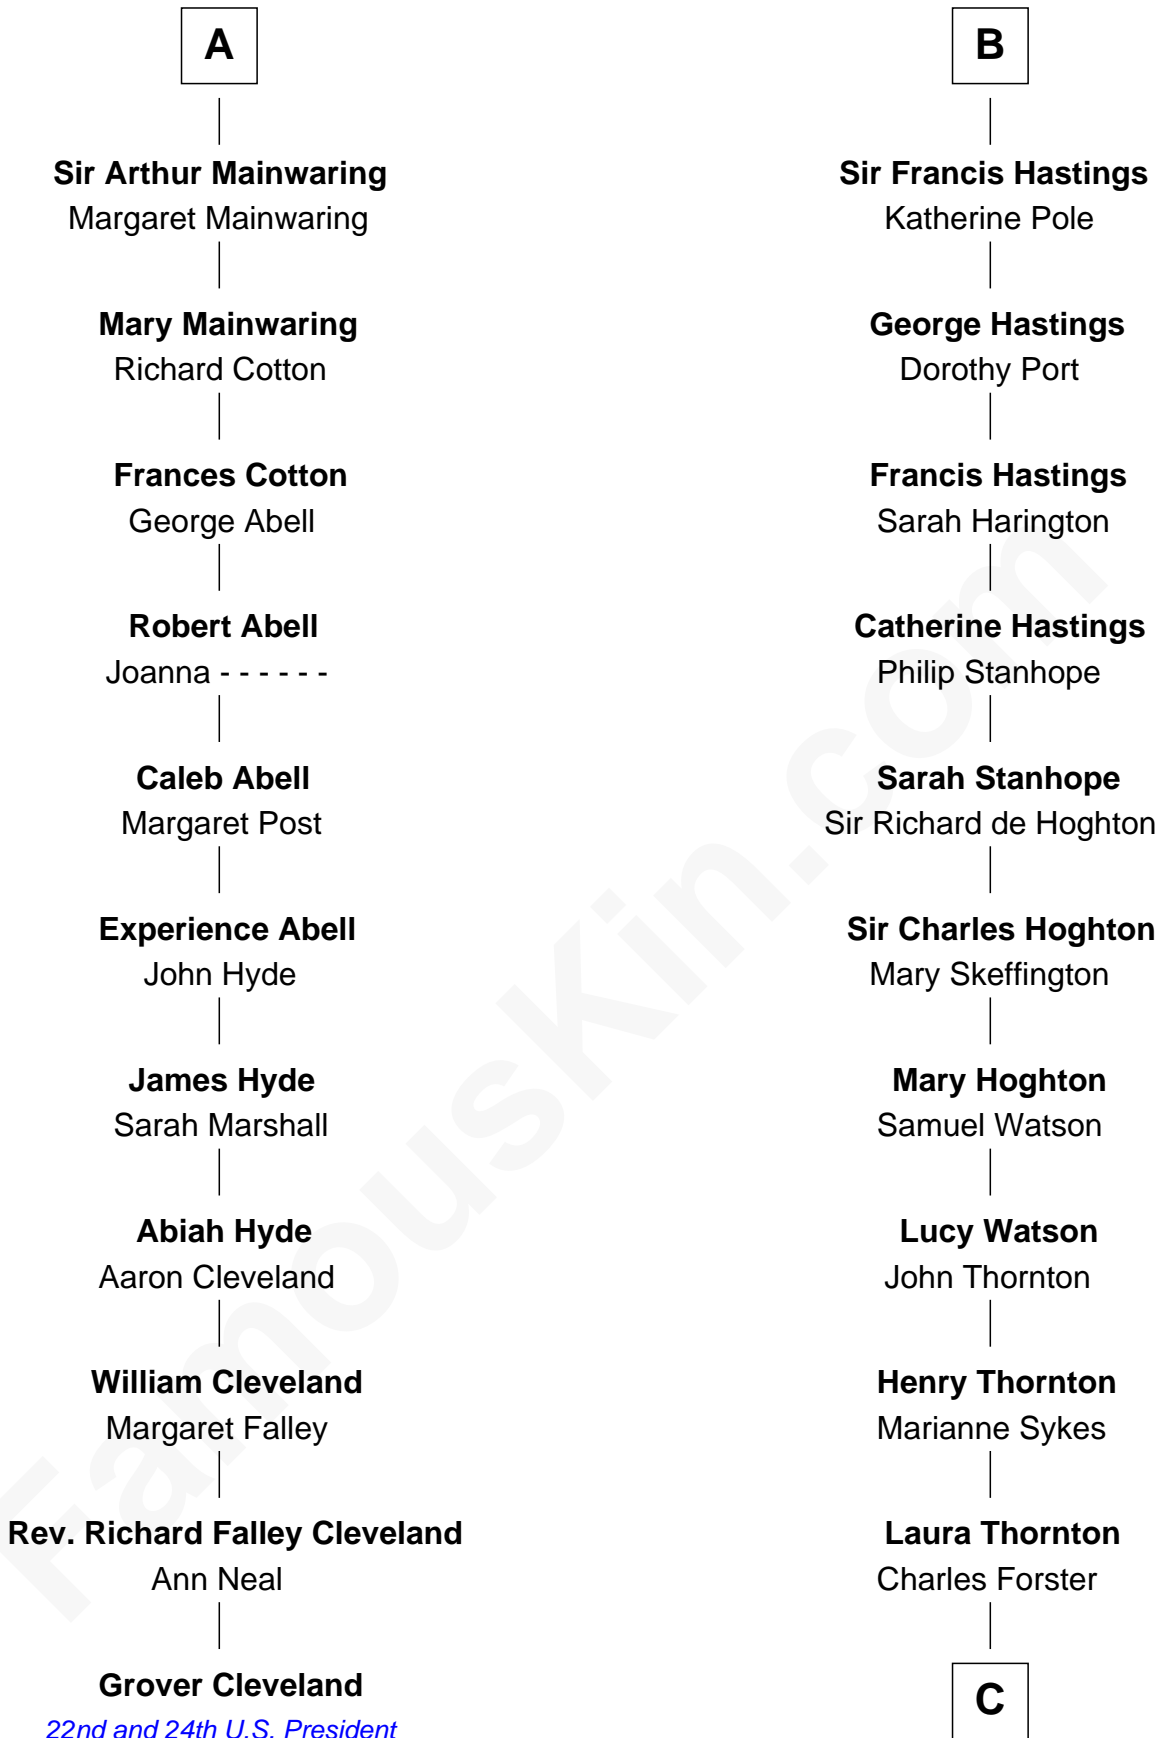 A
Sir Arthur Mainwaring
Margaret Mainwaring
Mary Mainwaring
Richard Cotton
Frances Cotton
George Abell
Robert Abell
Joanna - - - - - -
Caleb Abell
Margaret Post
Experience Abell
John Hyde
James Hyde
Sarah Marshall
Abiah Hyde
Aaron Cleveland
William Cleveland
Margaret Falley
Rev. Richard Falley Cleveland
Ann Neal
Grover Cleveland
22nd and 24th U.S. President
B
Sir Francis Hastings
Katherine Pole
George Hastings
Dorothy Port
Francis Hastings
Sarah Harington
Catherine Hastings
Philip Stanhope
Sarah Stanhope
Sir Richard de Hoghton
Sir Charles Hoghton
Mary Skeffington
Mary Hoghton
Samuel Watson
Lucy Watson
John Thornton
Henry Thornton
Marianne Sykes
Laura Thornton
Charles Forster
C
FamousKin.com